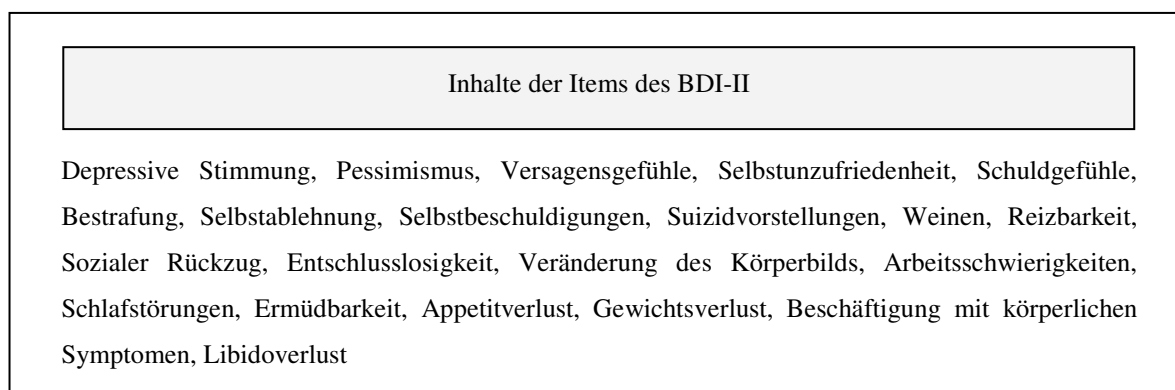 Inhalte der Items des BDI-II
Depressive Stimmung, Pessimismus, Versagensgefühle, Selbstunzufriedenheit, Schuldgefühle,
Bestrafung, Selbstablehnung, Selbstbeschuldigungen, Suizidvorstellungen, Weinen, Reizbarkeit,
Sozialer Rückzug, Entschlusslosigkeit, Veränderung des Körperbilds, Arbeitsschwierigkeiten,
Schlafstörungen, Ermüdbarkeit, Appetitverlust, Gewichtsverlust, Beschäftigung mit körperlichen
Symptomen, Libidoverlust